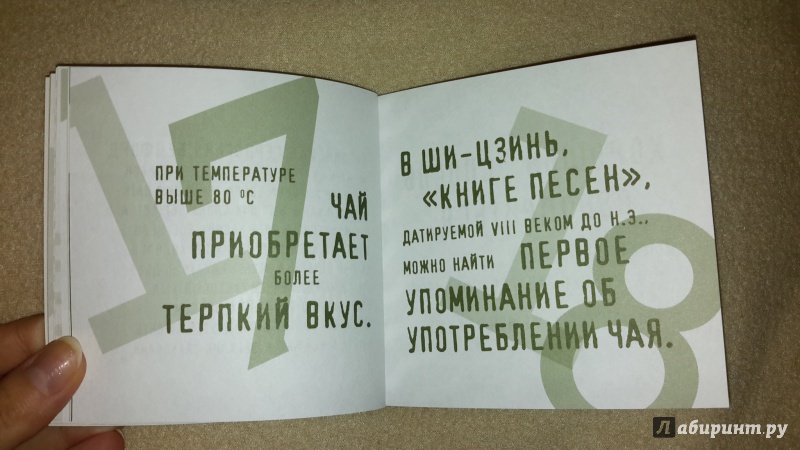 17
ПРИ ТЕМПЕРАТУРЕ
ВЫШЕ 80 °C
ЧАЙ
ПРИОБРЕТАЕТ
БОЛЕЕ
ТЕРПКИЙ ВКУС.
18
В ШИ-ЦЗИНЬ,
«КНИГЕ ПЕСЕН»,
ДАТИРУЕМОЙ VIII ВЕКОМ ДО Н.Э.,
МОЖНО НАЙТИ ПЕРВОЕ
УПОМИНАНИЕ ОБ
УПОТРЕБЛЕНИИ ЧАЯ.
Лабиринт.ру